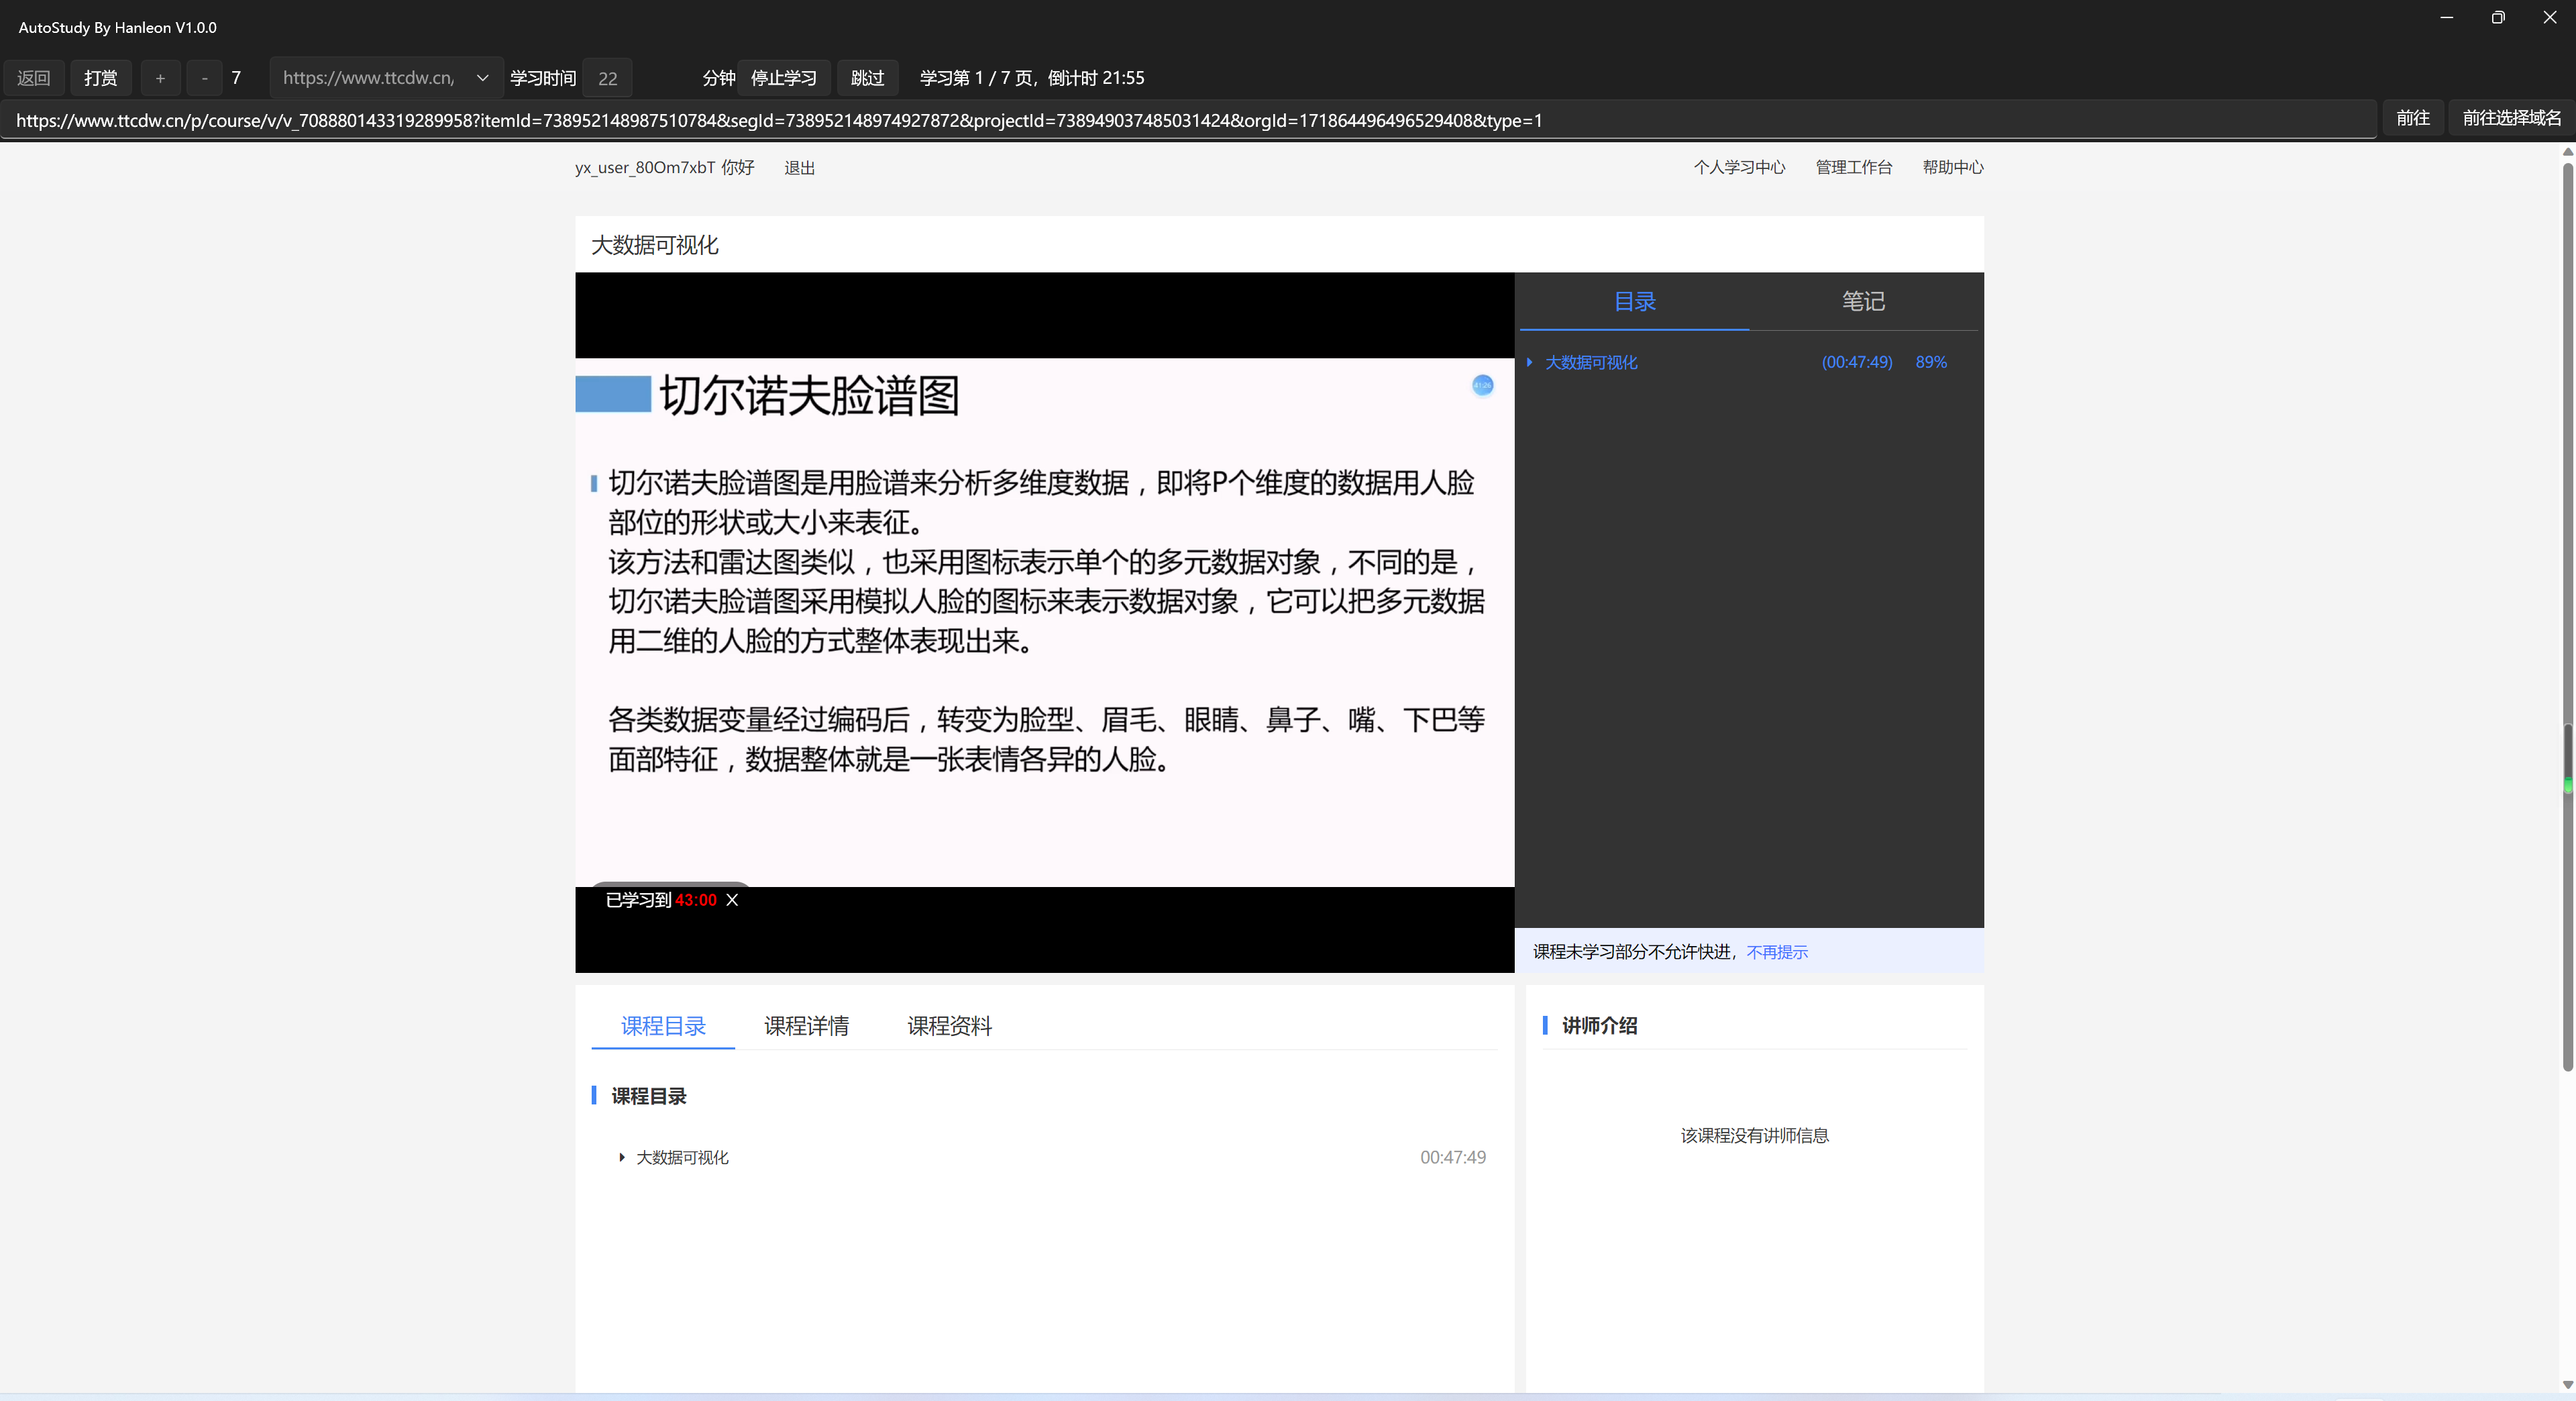 AutoStudy By Hanleon V1.0.0
返回 打赏 + - 7 https://www.ttcdw.cn/ 学习时间 22 分钟 停止学习 跳过 学习第 1 / 7 页，倒计时 21:55
https://www.ttcdw.cn/p/course/v/v_708880143319289958?itemId=738952148987510784&segId=738952148974927872&projectId=738949037485031424&orgId=171864496496529408&type=1 前往 前往选择域名
yx_user_80Om7xbT 你好 退出 个人学习中心 管理工作台 帮助中心
大数据可视化
目录 笔记
大数据可视化 (00:47:49) 89%
切尔诺夫脸谱图
41:26
切尔诺夫脸谱图是用脸谱来分析多维度数据，即将P个维度的数据用人脸
部位的形状或大小来表征。
该方法和雷达图类似，也采用图标表示单个的多元数据对象，不同的是，
切尔诺夫脸谱图采用模拟人脸的图标来表示数据对象，它可以把多元数据
用二维的人脸的方式整体表现出来。
各类数据变量经过编码后，转变为脸型、眉毛、眼睛、鼻子、嘴、下巴等
面部特征，数据整体就是一张表情各异的人脸。
已学习到 43:00 X
课程未学习部分不允许快进， 不再提示
课程目录 课程详情 课程资料
讲师介绍
课程目录
该课程没有讲师信息
大数据可视化 00:47:49